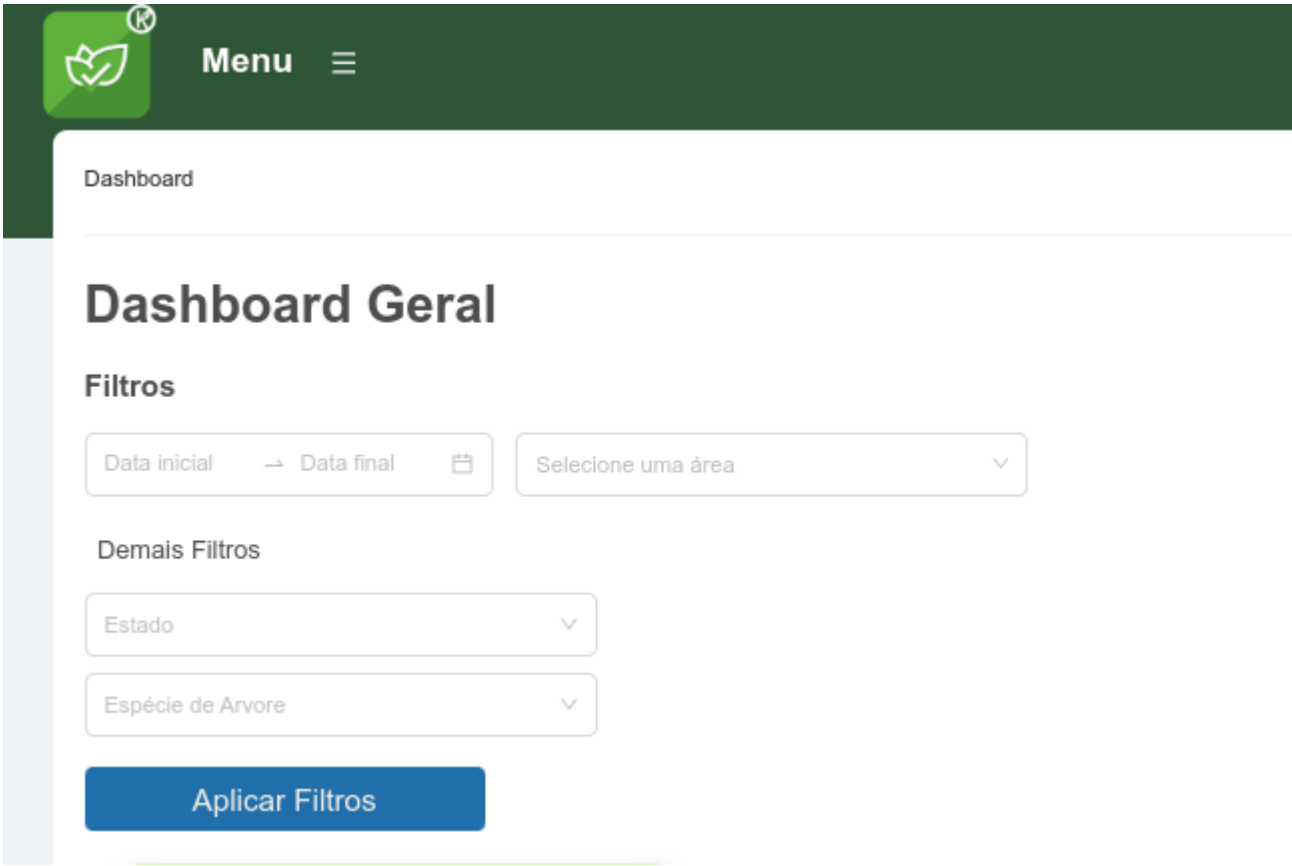 Menu
Dashboard
Dashboard Geral
Filtros
Data inicial → Data final
Selecione uma área
Demais Filtros
Estado
Espécie de Arvore
Aplicar Filtros